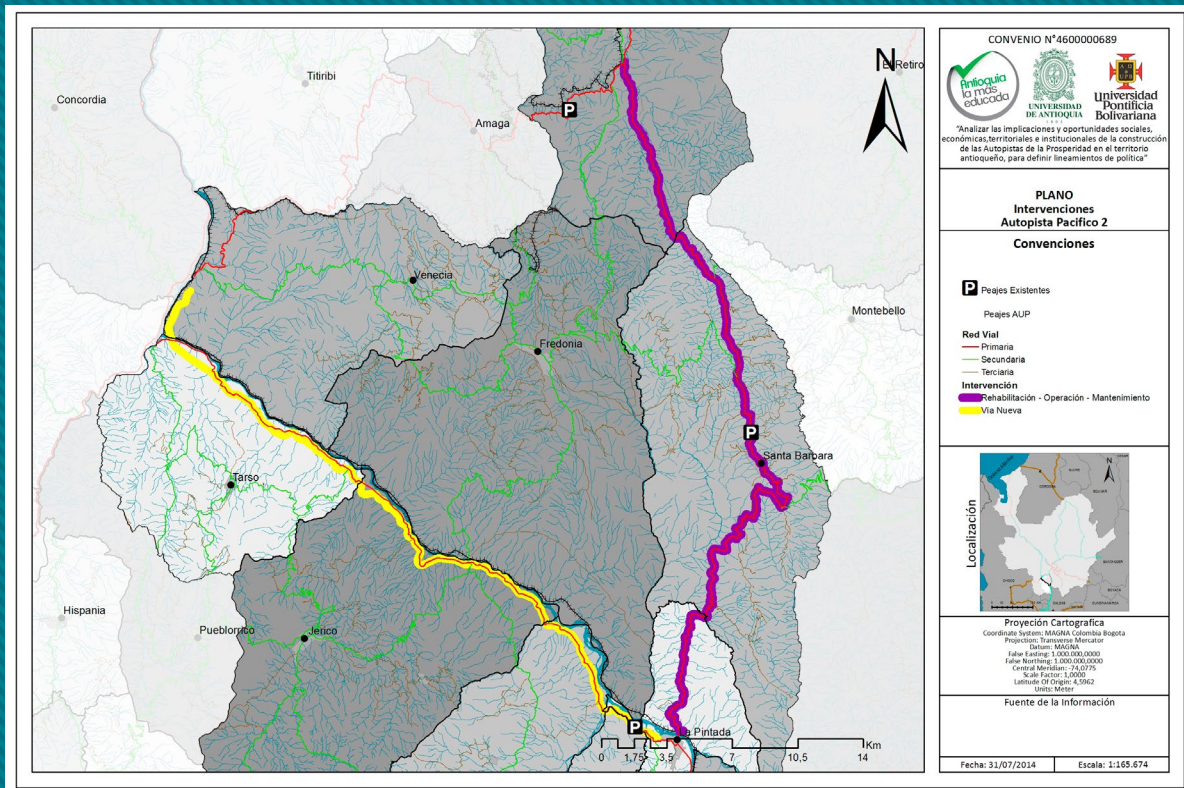 Titiribi
Concordia
Amaga
El Retiro
N
P
Venecia
Montebello
Fredonia
P
Santa Barbara
Tarso
Hispania
Pueblorrico
Jerico
P
La Pintada
Km
0 1,75 3,5 7 10,5 14
CONVENIO N°4600000689
Antioquia
la más
educada
UNIVERSIDAD
DE ANTIOQUIA
1803
Universidad
Pontificia
Bolivariana
"Analizar las implicaciones y oportunidades sociales,
económicas,territoriales e institucionales de la construcción
de las Autopistas de la Prosperidad en el territorio
antioqueño, para definir lineamientos de política"
PLANO
Intervenciones
Autopista Pacifico 2
Convenciones
P Peajes Existentes
Peajes AUP
Red Vial
Primaria
Secundaria
Terciaria
Intervención
Rehabilitación - Operación - Mantenimiento
Via Nueva
Localización
N
Proyección Cartografica
Coordinate System: MAGNA Colombia Bogota
Projection: Transverse Mercator
Datum: MAGNA
False Easting: 1.000.000,0000
False Northing: 1.000.000,0000
Central Meridian: -74,0775
Scale Factor: 1,0000
Latitude Of Origin: 4,5962
Units: Meter
Fuente de la Información
Fecha: 31/07/2014
Escala: 1:165.674